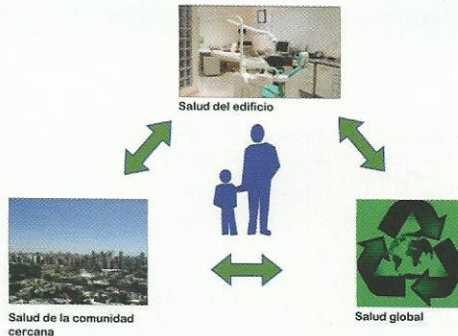 Salud del edificio
Salud de la comunidad
cercana
Salud global